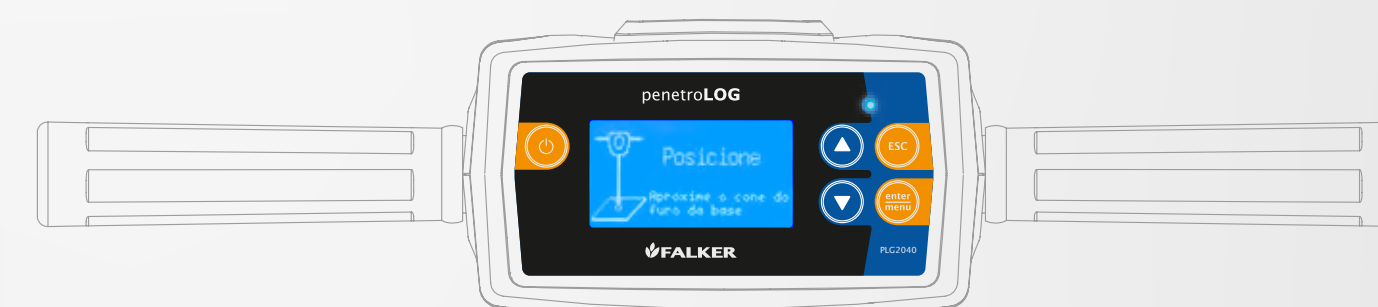 penetroLOG
Posicione
Aproxime o cone do
furo da base
ESC
enter
menu
FALKER
PLG2040